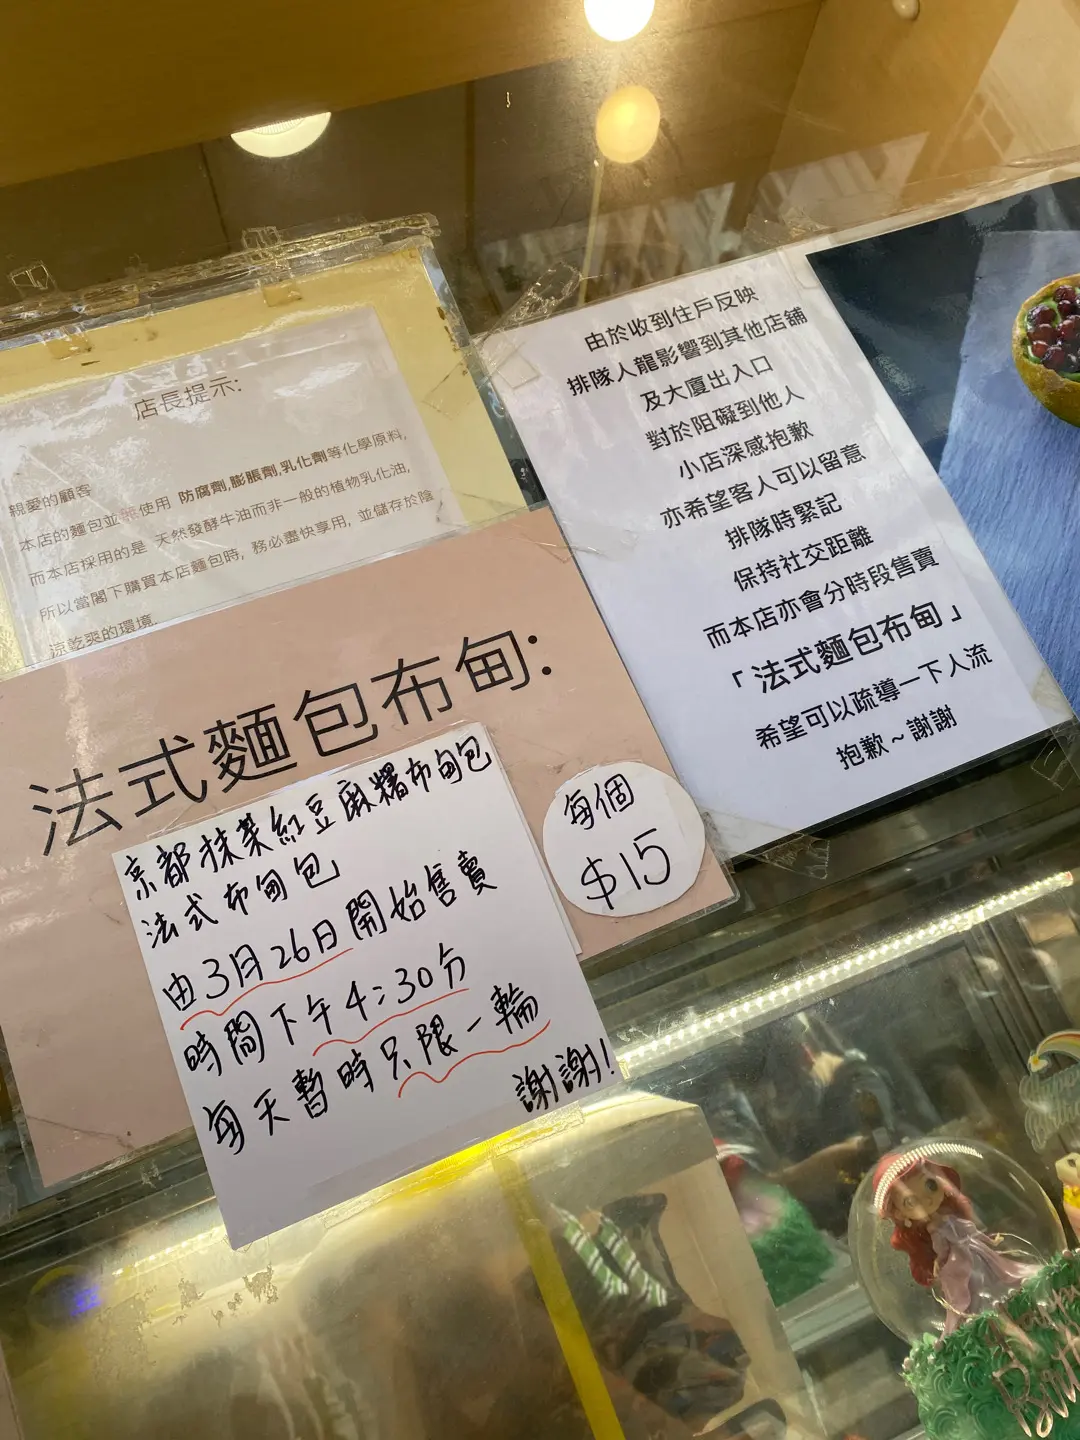 店長提示:
親愛的顧客
本店的麵包並無使用 防腐劑,膨脹劑,乳化劑等化學原料,
而本店採用的是 天然發酵牛油而非一般的植物乳化油,
所以當閣下購買本店麵包時, 務必盡快享用, 並儲存於陰
涼乾爽的環境.
法式麵包布甸:
京都抹茶紅豆麻糬布甸包
法式布甸包
由3月26日開始售賣
時間下午4:30分
每天暫時只限一輪
謝謝!
每個
$15
由於收到住戶反映
排隊人龍影響到其他店舖
及大廈出入口
對於阻礙到他人
小店深感抱歉
亦希望客人可以留意
排隊時緊記
保持社交距離
而本店亦會分時段售賣
「法式麵包布甸」
希望可以疏導一下人流
抱歉~謝謝
Happy
Birth